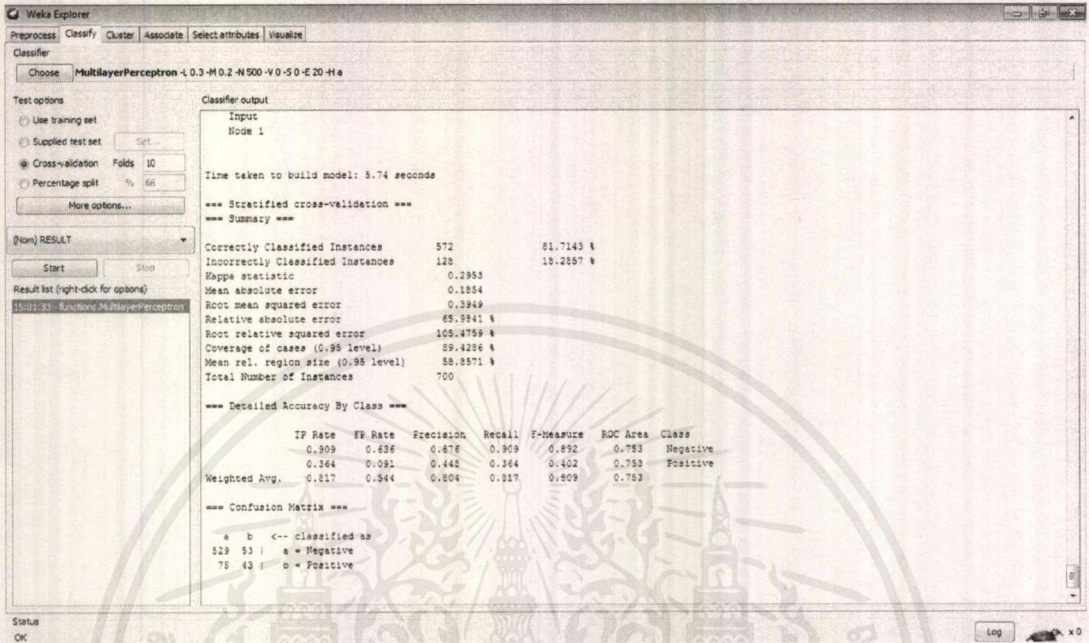 Weka Explorer
Preprocess Classify Cluster Associate Select attributes Visualize
Classifier
Choose MultilayerPerceptron -L 0.3 -M 0.2 -N 500 -V 0 -S 0 -E 20 -H a
Test options
Use training set
Supplied test set Set...
Cross-validation Folds 10
Percentage split % 66
More options...
(Nom) RESULT
Start Stop
Result list (right-click for options)
15:01:33 - functions.MultilayerPerceptron
Classifier output
Input
Node 1
Time taken to build model: 5.74 seconds
=== Stratified cross-validation ===
=== Summary ===
Correctly Classified Instances 572 81.7143 %
Incorrectly Classified Instances 128 18.2857 %
Kappa statistic 0.2953
Mean absolute error 0.1854
Root mean squared error 0.3949
Relative absolute error 65.9841 %
Root relative squared error 105.4759 %
Coverage of cases (0.95 level) 89.4286 %
Mean rel. region size (0.95 level) 58.8571 %
Total Number of Instances 700
=== Detailed Accuracy By Class ===
TP Rate FP Rate Precision Recall F-Measure ROC Area Class
0.909 0.636 0.876 0.909 0.892 0.753 Negative
0.364 0.091 0.448 0.364 0.402 0.753 Positive
Weighted Avg. 0.817 0.544 0.804 0.817 0.809 0.753
=== Confusion Matrix ===
a b <-- classified as
529 53 | a = Negative
75 43 | b = Positive
Status
OK
Log
x 0